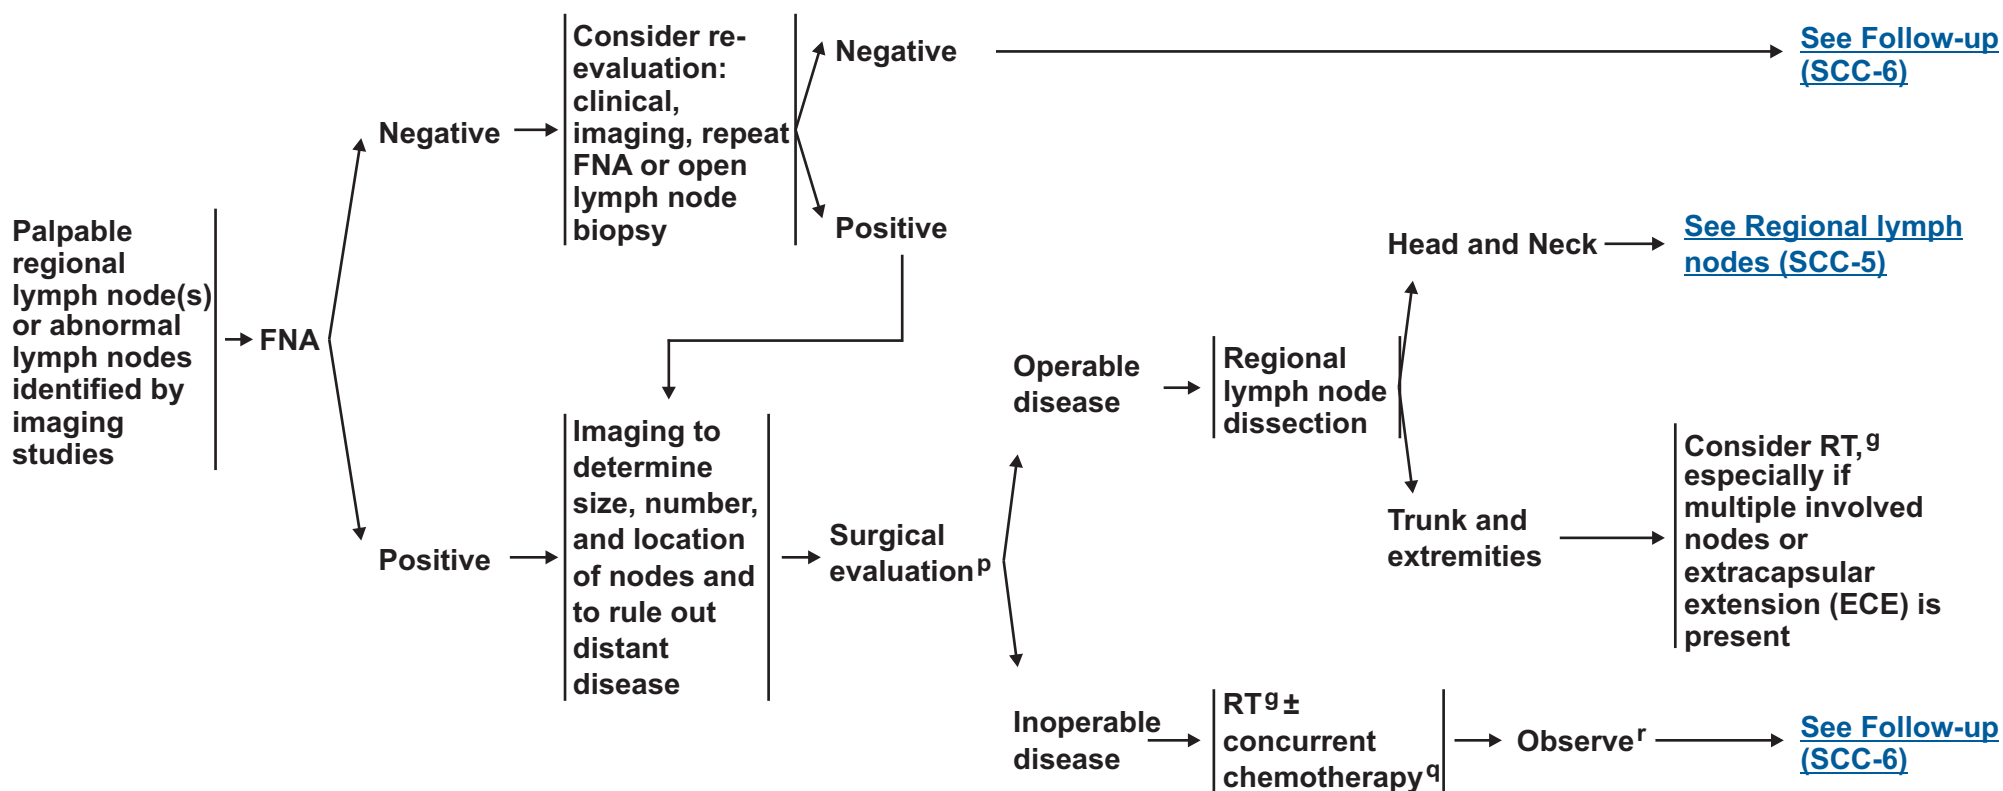 Palpable
regional
lymph node(s)
or abnormal
lymph nodes
identified by
imaging
studies
FNA
Negative
Consider re-
evaluation:
clinical,
imaging, repeat
FNA or open
lymph node
biopsy
Negative
See Follow-up
(SCC-6)
Positive
Positive
Imaging to
determine
size, number,
and location
of nodes and
to rule out
distant
disease
Surgical
evaluation p
Operable
disease
Regional
lymph node
dissection
Head and Neck
See Regional lymph
nodes (SCC-5)
Trunk and
extremities
Consider RT, g
especially if
multiple involved
nodes or
extracapsular
extension (ECE) is
present
Inoperable
disease
RT g ±
concurrent
chemotherapy q
Observe r
See Follow-up
(SCC-6)